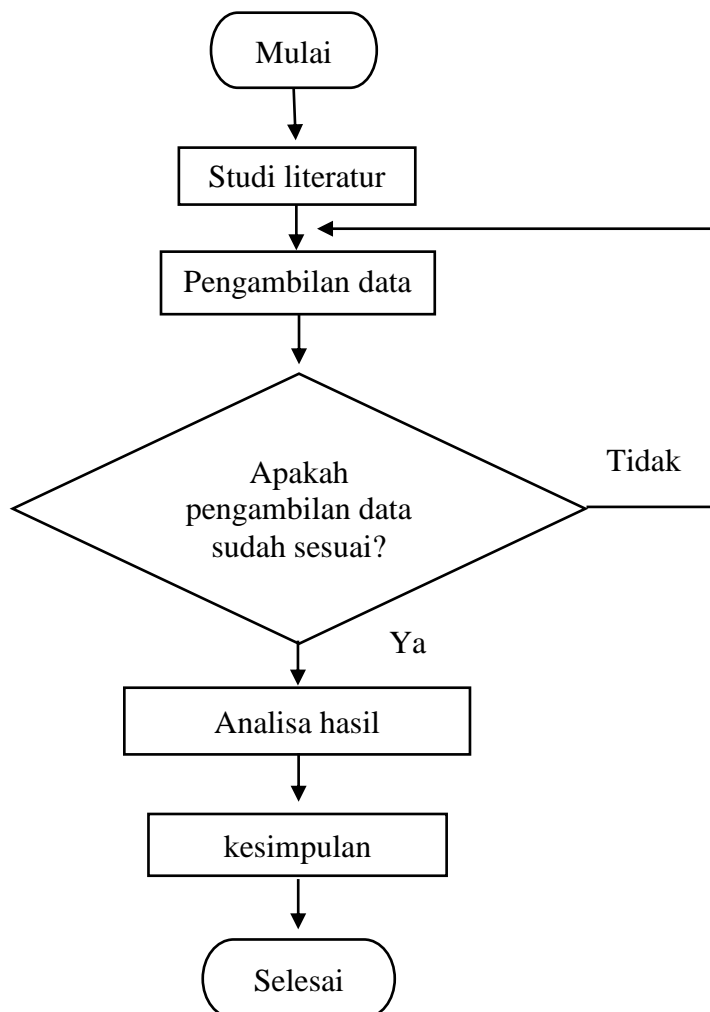 Mulai
Studi literatur
Pengambilan data
Apakah
pengambilan data
sudah sesuai?
Tidak
Ya
Analisa hasil
kesimpulan
Selesai